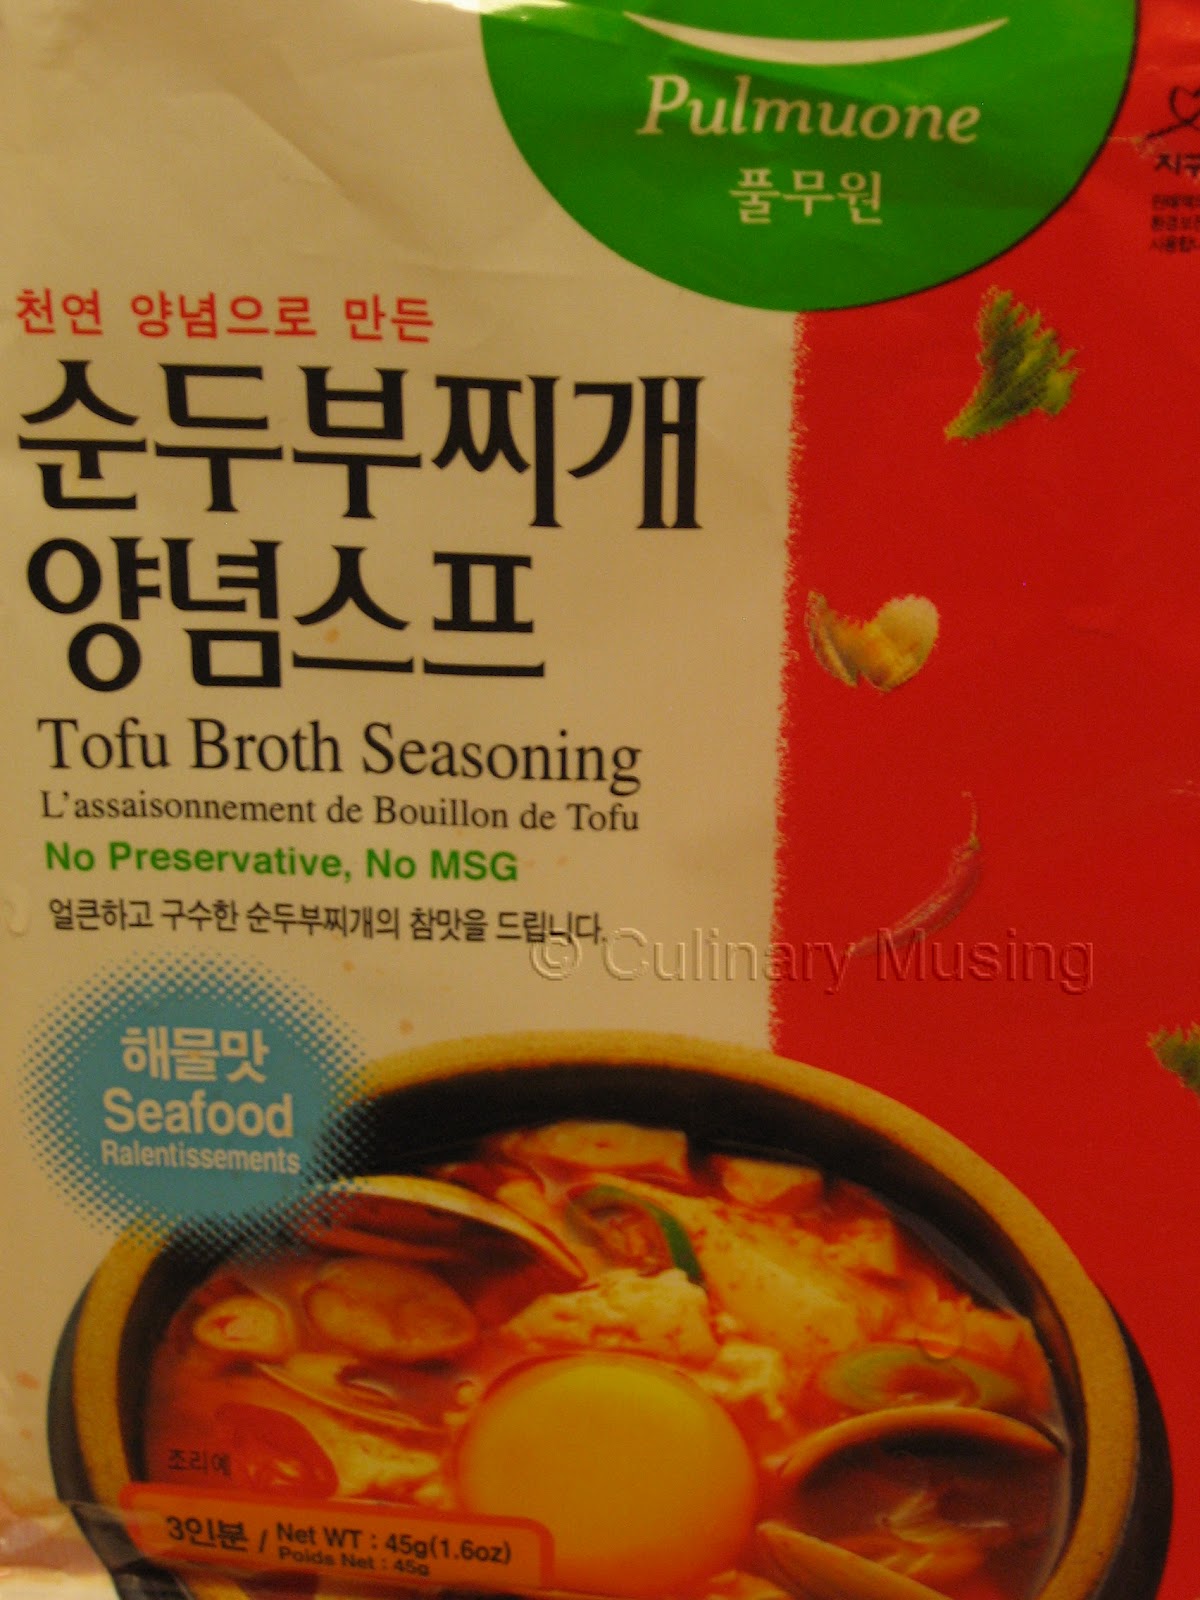 Pulmuone
풀무원
천연 양념으로 만든
순두부찌개
양념스프
Tofu Broth Seasoning
L'assaisonnement de Bouillon de Tofu
No Preservative, No MSG
얼큰하고 구수한 순두부찌개의 참맛을 드립니다.
© Culinary Musing
해물맛
Seafood
Ralentissements
조리예
3인분 / Net WT : 45g(1.6oz)
Poids Net : 45g